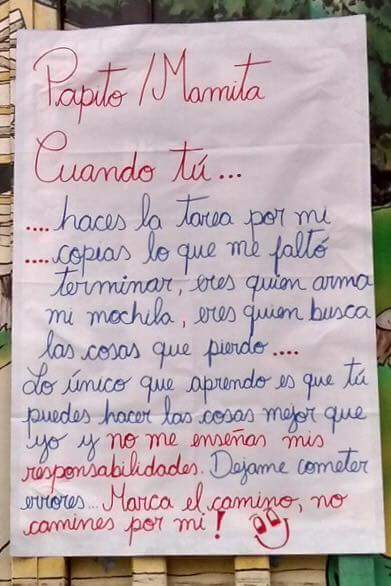 Papito / Mamita
Cuando tú...
.... haces la tarea por mi
.... copias lo que me faltó
terminar, eres quien arma
mi mochila, eres quien busca
las cosas que pierdo....
Lo único que aprendo es que tú
puedes hacer las cosas mejor que
yo y no me enseñas mis
responsabilidades. Dejame cometer
errores... Marca el camino, no
camines por mi!